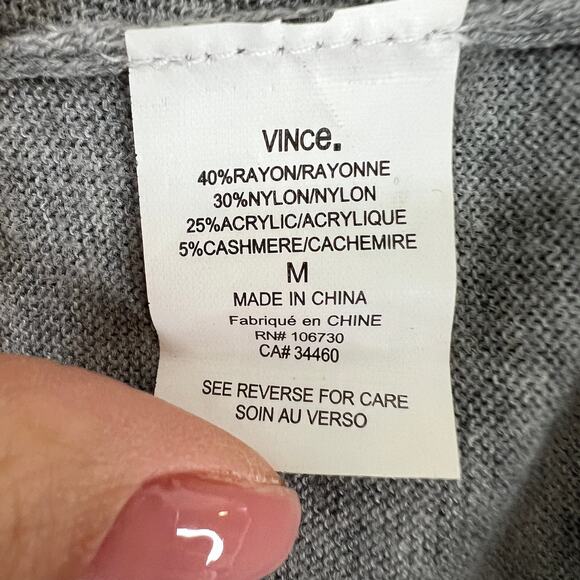 VINCe.
40%RAYON/RAYONNE
30%NYLON/NYLON
25%ACRYLIC/ACRYLIQUE
5%CASHMERE/CACHEMIRE
M
MADE IN CHINA
Fabriqué en CHINE
RN# 106730
CA# 34460
SEE REVERSE FOR CARE
SOIN AU VERSO